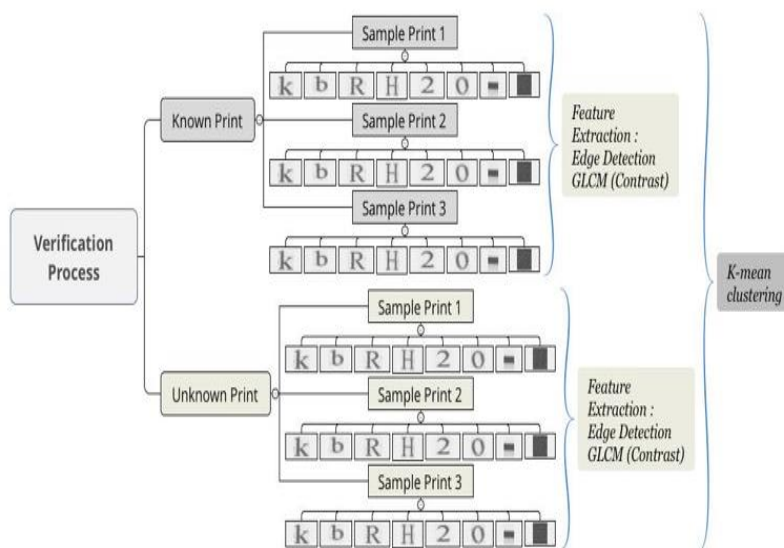 Verification
Process
Known Print
Sample Print 1
k b R H 2 0 -
Sample Print 2
k b R H 2 0 -
Sample Print 3
k b R H 2 0 -
Feature
Extraction :
Edge Detection
GLCM (Contrast)
Unknown Print
Sample Print 1
k b R H 2 0 -
Sample Print 2
k b R H 2 0 -
Sample Print 3
k b R H 2 0 -
Feature
Extraction :
Edge Detection
GLCM (Contrast)
K-mean
clustering